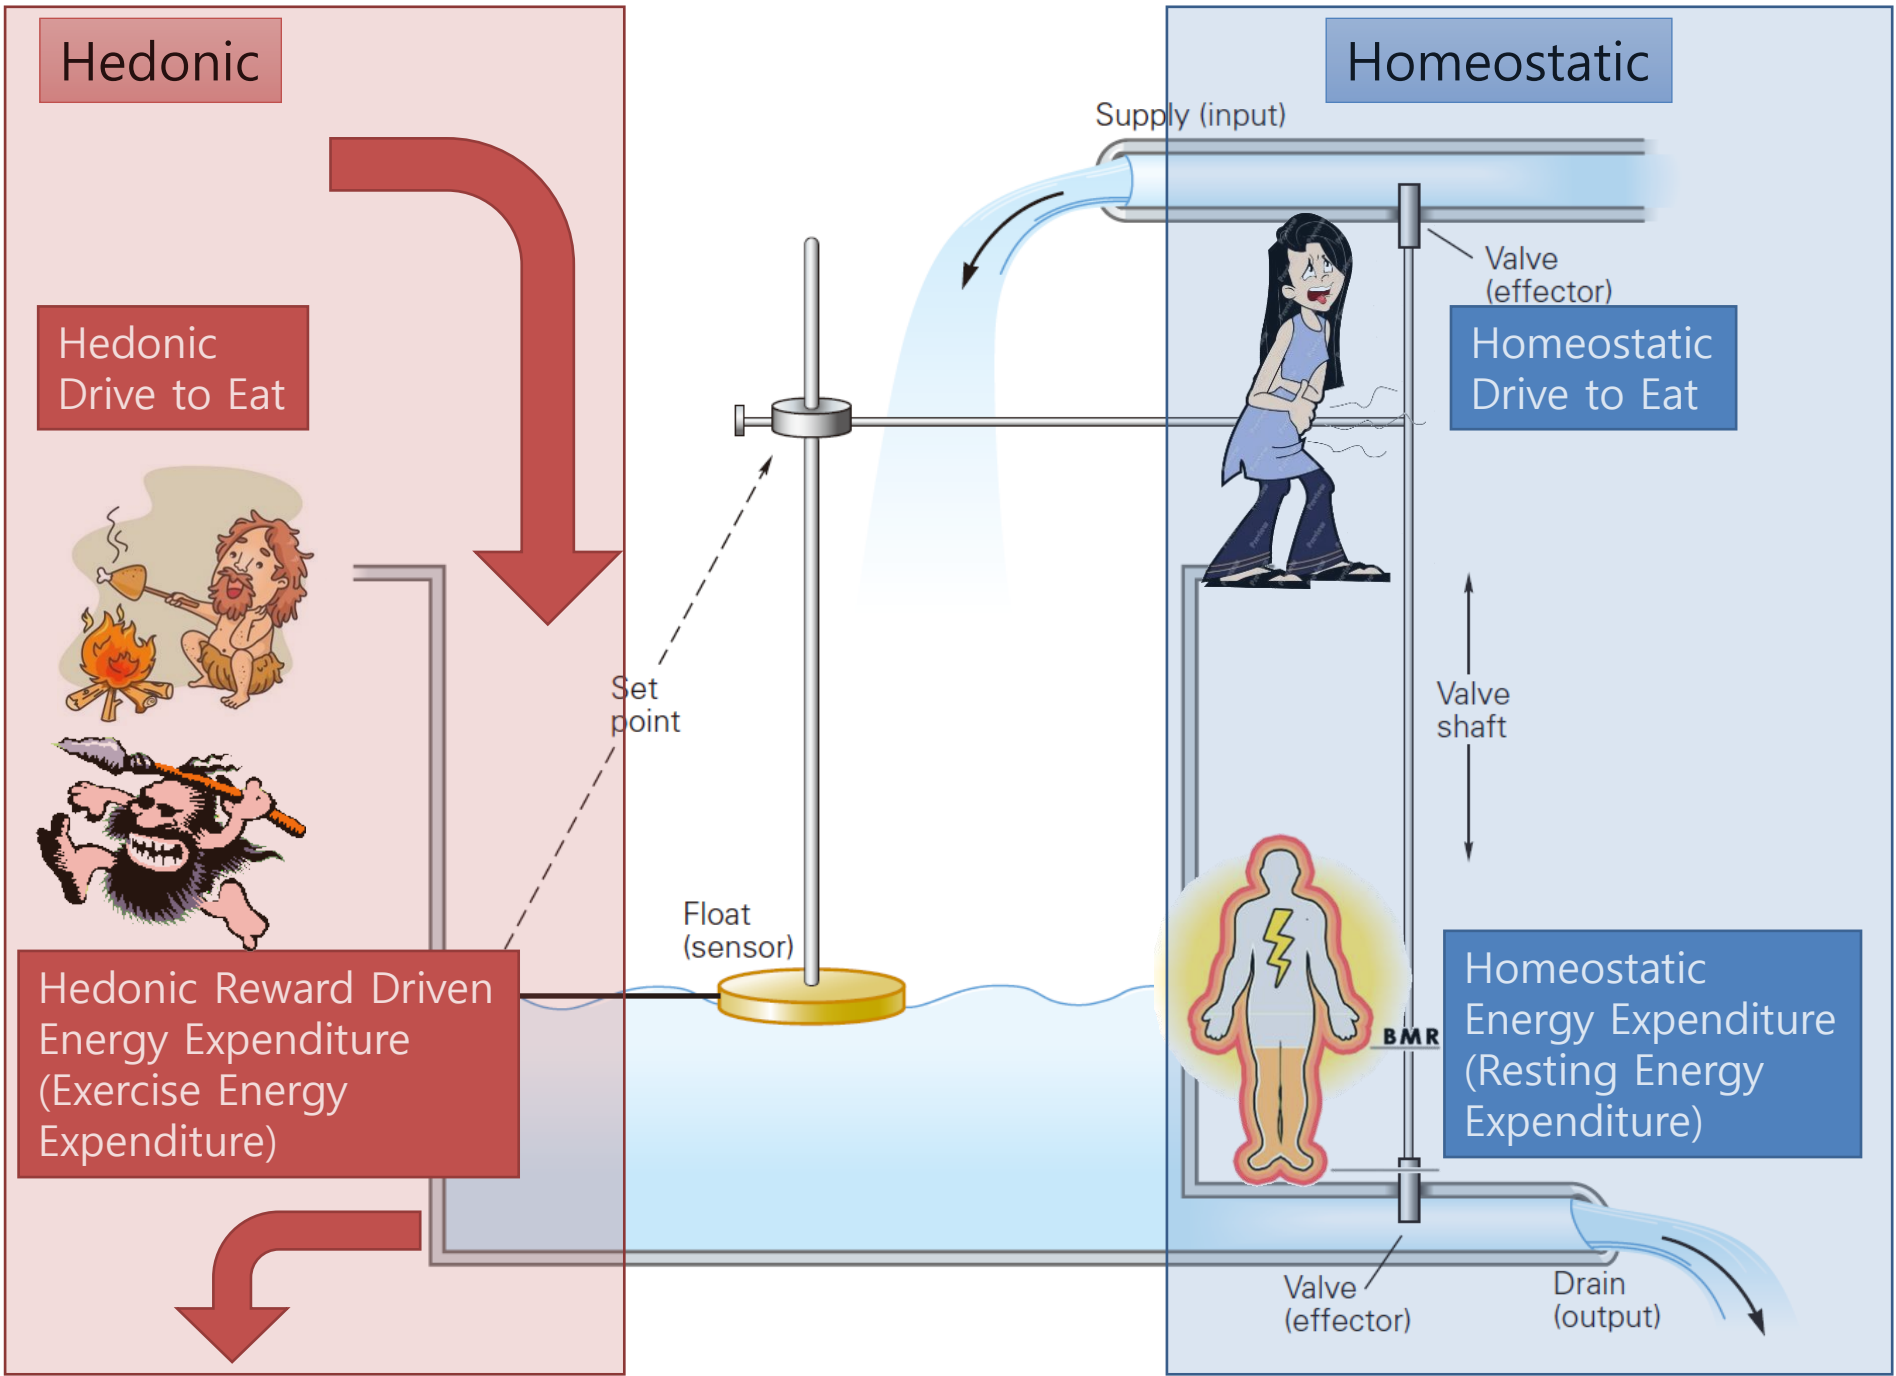 Hedonic
Homeostatic
Supply (input)
Valve
(effector)
Hedonic
Drive to Eat
Homeostatic
Drive to Eat
Set
point
Valve
shaft
Float
(sensor)
Hedonic Reward Driven
Energy Expenditure
(Exercise Energy
Expenditure)
BMR
Homeostatic
Energy Expenditure
(Resting Energy
Expenditure)
Valve
(effector)
Drain
(output)